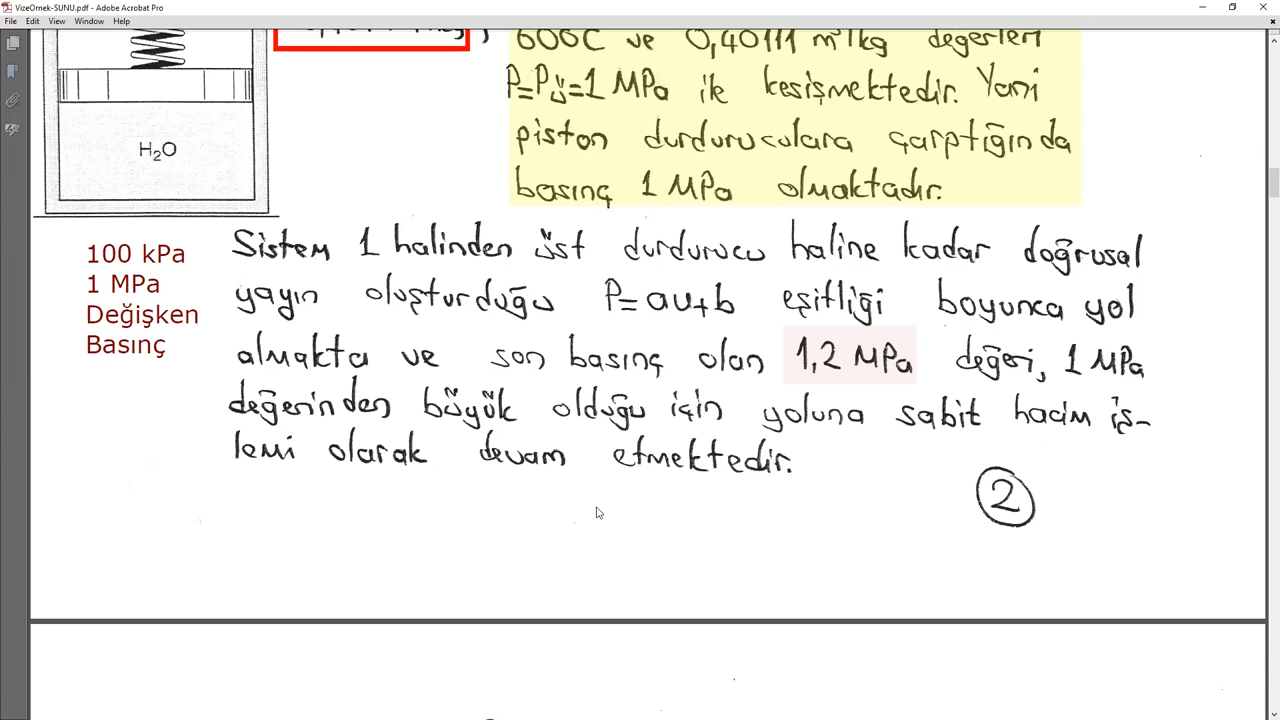 VizeOrnek-SUNU.pdf - Adobe Acrobat Pro
File Edit View Window Help
600C ve 0,40111 m³/kg değerleri
P=Pü=1 MPa ile kesişmektedir. Yani
piston durduruculara çarptığında
basınç 1 MPa olmaktadır.
H₂O
100 kPa
1 MPa
Değişken
Basınç
Sistem 1 halinden üst durdurucu haline kadar doğrusal
yayın oluşturduğu P=aυ+b eşitliği boyunca yol
almakta ve son basınç olan 1,2 MPa değeri, 1 MPa
değerinden büyük olduğu için yoluna sabit hacim iş-
lemi olarak devam etmektedir.
2